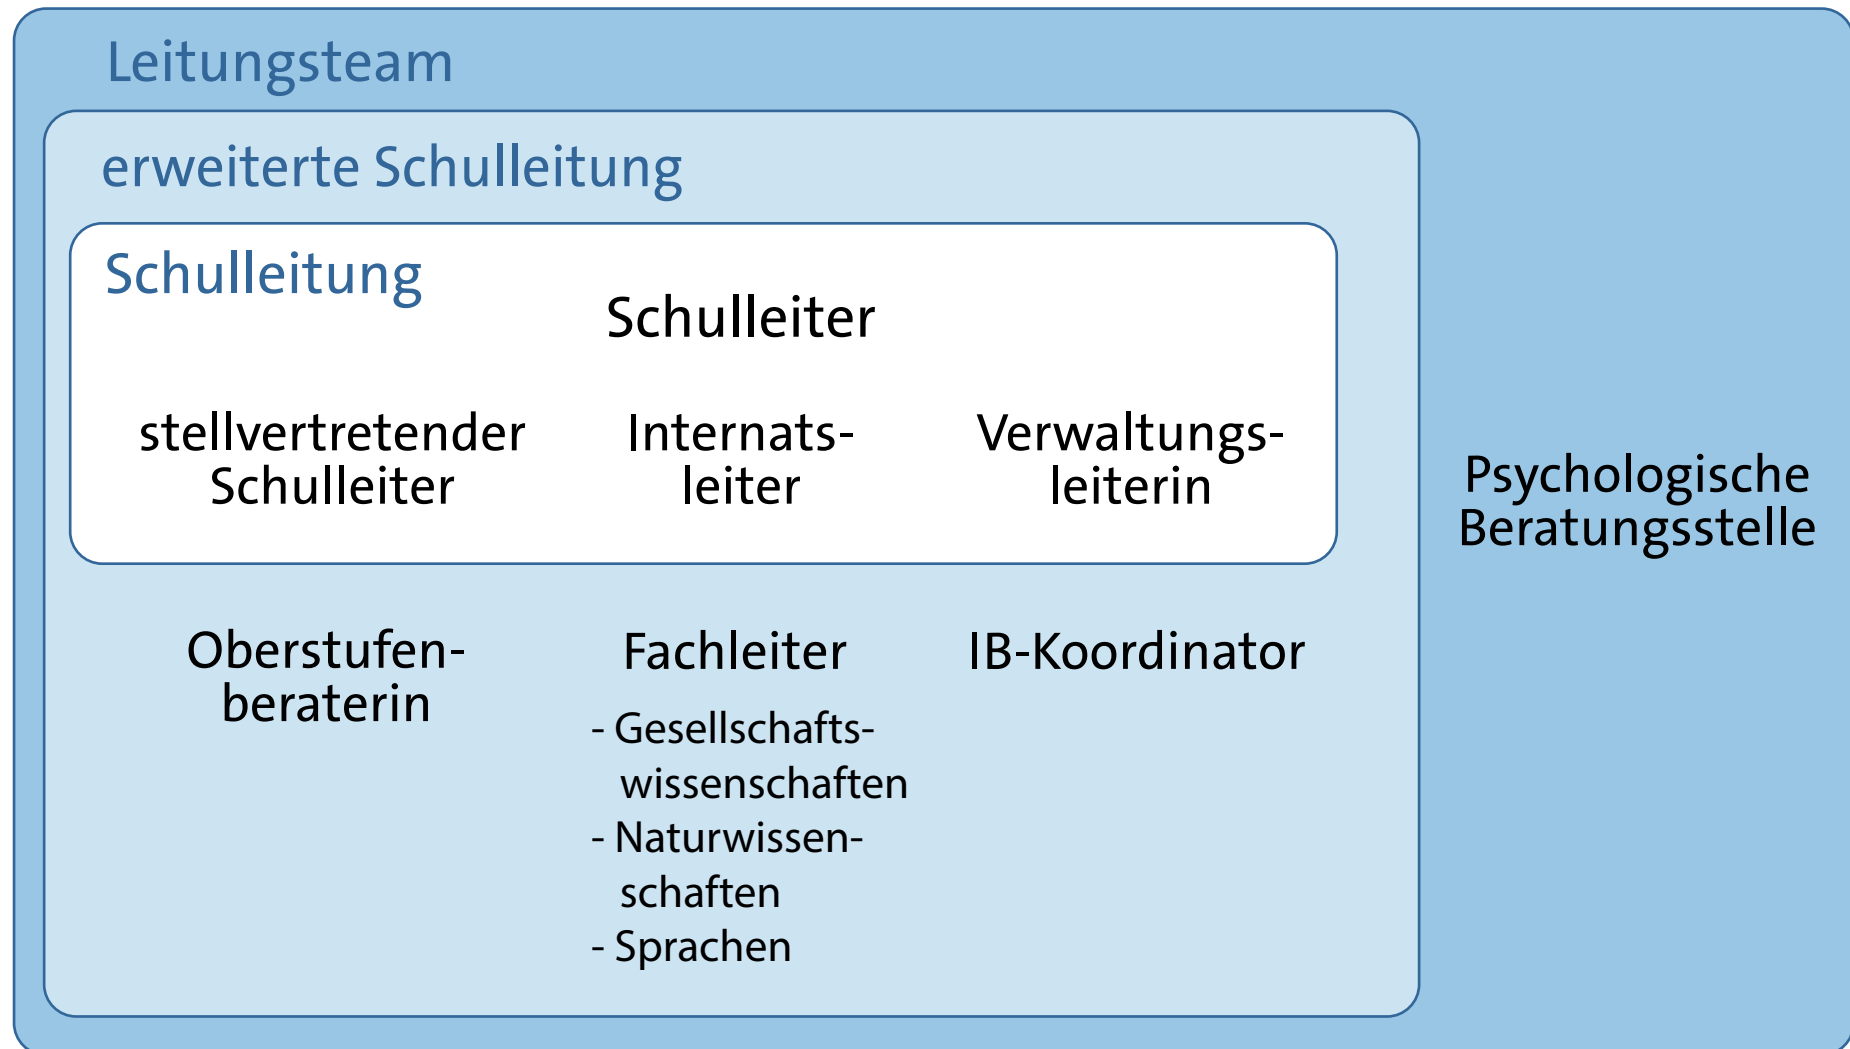 Leitungsteam
erweiterte Schulleitung
Schulleitung
Schulleiter
stellvertretender
Schulleiter
Internats-
leiter
Verwaltungs-
leiterin
Psychologische
Beratungsstelle
Oberstufen-
beraterin
Fachleiter
- Gesellschafts-
wissenschaften
- Naturwissen-
schaften
- Sprachen
IB-Koordinator